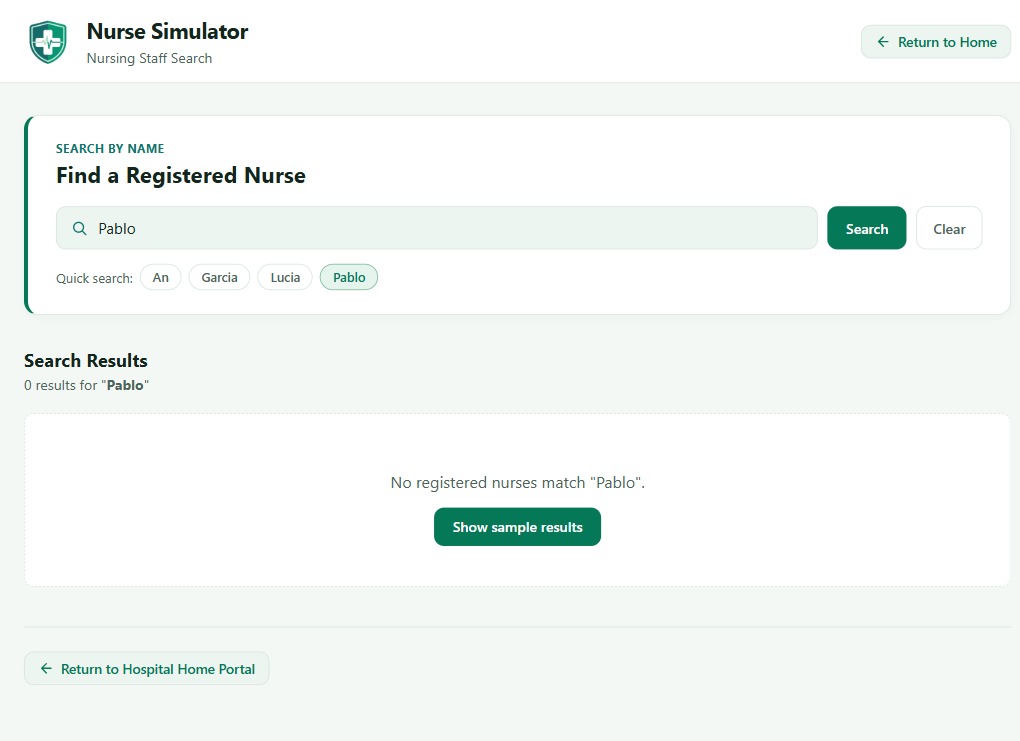 Nurse Simulator
Nursing Staff Search
Return to Home
SEARCH BY NAME
Find a Registered Nurse
Pablo
Search
Clear
Quick search:
An
Garcia
Lucia
Pablo
Search Results
0 results for "Pablo"
No registered nurses match "Pablo".
Show sample results
Return to Hospital Home Portal